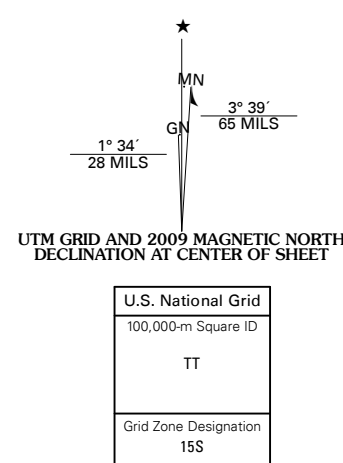 ★
MN
3° 39´
65 MILS
GN
1° 34´
28 MILS
UTM GRID AND 2009 MAGNETIC NORTH
DECLINATION AT CENTER OF SHEET
U.S. National Grid
100,000-m Square ID
TT
Grid Zone Designation
15S